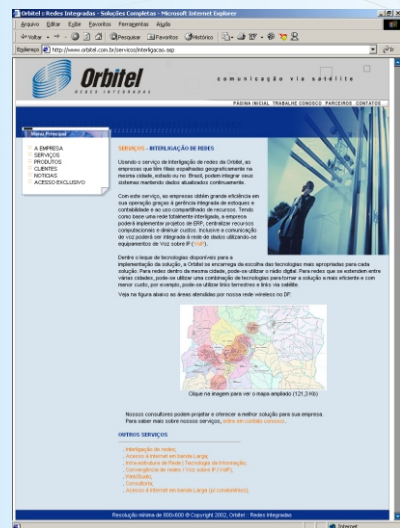 Orbitel :: Redes Integradas - Soluções Completas - Microsoft Internet Explorer
Arquivo Editar Exibir Favoritos Ferramentas Ajuda
Voltar Pesquisar Favoritos Histórico
Endereço http://www.orbitel.com.br/servicos/interligacao.asp Ir
Orbitel
REDES INTEGRADAS
comunicação via satélite
PÁGINA INICIAL TRABALHE CONOSCO PARCEIROS CONTATOS
Menu Principal
A EMPRESA
SERVIÇOS
PRODUTOS
CLIENTES
NOTÍCIAS
ACESSO EXCLUSIVO
SERVIÇOS - INTERLIGAÇÃO DE REDES
Usando o serviço de Interligação de redes da Orbitel, as
empresas que têm filiais espalhadas geograficamente na
mesma cidade, estado ou no Brasil, podem integrar seus
sistemas mantendo dados atualizados continuamente.
Com este serviço, as empresas obtém grande eficiência em
sua operação graças à gerência integrada de estoques e
contabilidade e ao uso compartilhado de recursos. Tendo
como base uma rede totalmente interligada, a empresa
poderá implementar projetos de ERP, centralizar recursos
computacionais e diminuir custos. Inclusive a comunicação
de voz poderá ser integrada à rede de dados utilizando-se
equipamentos de Voz sobre IP (VoIP).
Dentro o leque de tecnologias disponíveis para a
implementação da solução, a Orbitel se encarrega da escolha das tecnologias mais apropriadas para cada
solução. Para redes dentro da mesma cidade, pode-se utilizar o rádio digital. Para redes que se extendem entre
várias cidades, pode-se utilizar uma combinação de tecnologias para tornar a solução a mais eficiente e com
menor custo, por exemplo, pode-se utilizar links terrestres e links via satélite.
Veja na figura abaixo as áreas atendidas por nossa rede wireless no DF.
Clique na imagem para ver o mapa ampliado (121,3 Kb)
Nossos consultores podem projetar e oferecer a melhor solução para sua empresa.
Para saber mais sobre nossos serviços, entre em contato conosco.
OUTROS SERVIÇOS
Interligação de redes;
Acesso à Internet em banda Larga;
Infra-estrutura de Rede | Tecnologia da Informação;
Convergência de redes | Voz sobre IP (VoIP);
Consultoria;
Acesso à Internet em banda Larga (p/ condomínios);
Resolução mínima de 800x600 © Copyright 2002, Orbitel :: Redes Integradas
Internet